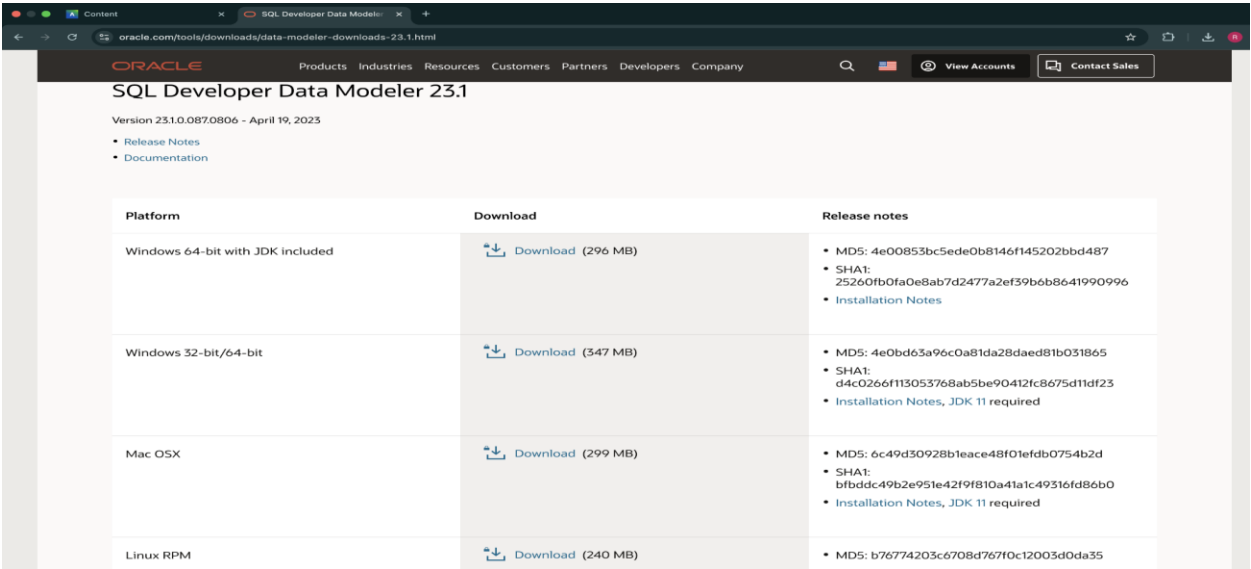 Content
SQL Developer Data Modeler
oracle.com/tools/downloads/data-modeler-downloads-23.1.html
R
ORACLE
Products Industries Resources Customers Partners Developers Company
View Accounts
Contact Sales
SQL Developer Data Modeler 23.1
Version 23.1.0.087.0806 - April 19, 2023
• Release Notes
• Documentation
Platform Download Release notes
Windows 64-bit with JDK included
Download (296 MB)
• MD5: 4e00853bc5ede0b8146f145202bbd487
• SHA1:
25260fb0fa0e8ab7d2477a2ef39b6b8641990996
• Installation Notes
Windows 32-bit/64-bit
Download (347 MB)
• MD5: 4e0bd63a96c0a81da28daed81b031865
• SHA1:
d4c0266f113053768ab5be90412fc8675d11df23
• Installation Notes, JDK 11 required
Mac OSX
Download (299 MB)
• MD5: 6c49d30928b1eace48f01efdb0754b2d
• SHA1:
bfbddc49b2e951e42f9f810a41a1c49316fd86b0
• Installation Notes, JDK 11 required
Linux RPM
Download (240 MB)
• MD5: b76774203c6708d767f0c12003d0da35